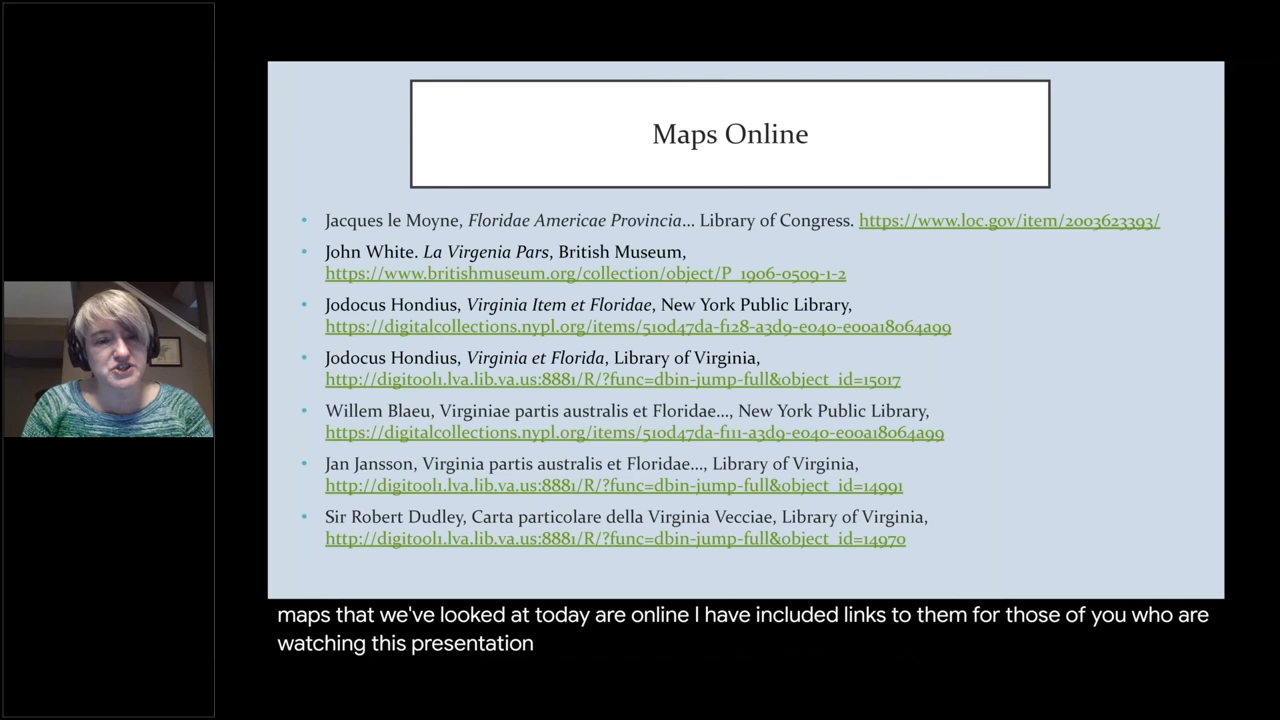 Maps Online
• Jacques le Moyne, Floridae Americae Provincia... Library of Congress. https://www.loc.gov/item/2003623393/
• John White. La Virgenia Pars, British Museum,
https://www.britishmuseum.org/collection/object/P_1906-0509-1-2
• Jodocus Hondius, Virginia Item et Floridae, New York Public Library,
https://digitalcollections.nypl.org/items/510d47da-f128-a3d9-e040-e00a18064a99
• Jodocus Hondius, Virginia et Florida, Library of Virginia,
http://digitool1.lva.lib.va.us:8881/R/?func=dbin-jump-full&object_id=15017
• Willem Blaeu, Virginiae partis australis et Floridae..., New York Public Library,
https://digitalcollections.nypl.org/items/510d47da-f111-a3d9-e040-e00a18064a99
• Jan Jansson, Virginia partis australis et Floridae..., Library of Virginia,
http://digitool1.lva.lib.va.us:8881/R/?func=dbin-jump-full&object_id=14991
• Sir Robert Dudley, Carta particolare della Virginia Vecciae, Library of Virginia,
http://digitool1.lva.lib.va.us:8881/R/?func=dbin-jump-full&object_id=14970
maps that we've looked at today are online I have included links to them for those of you who are
watching this presentation